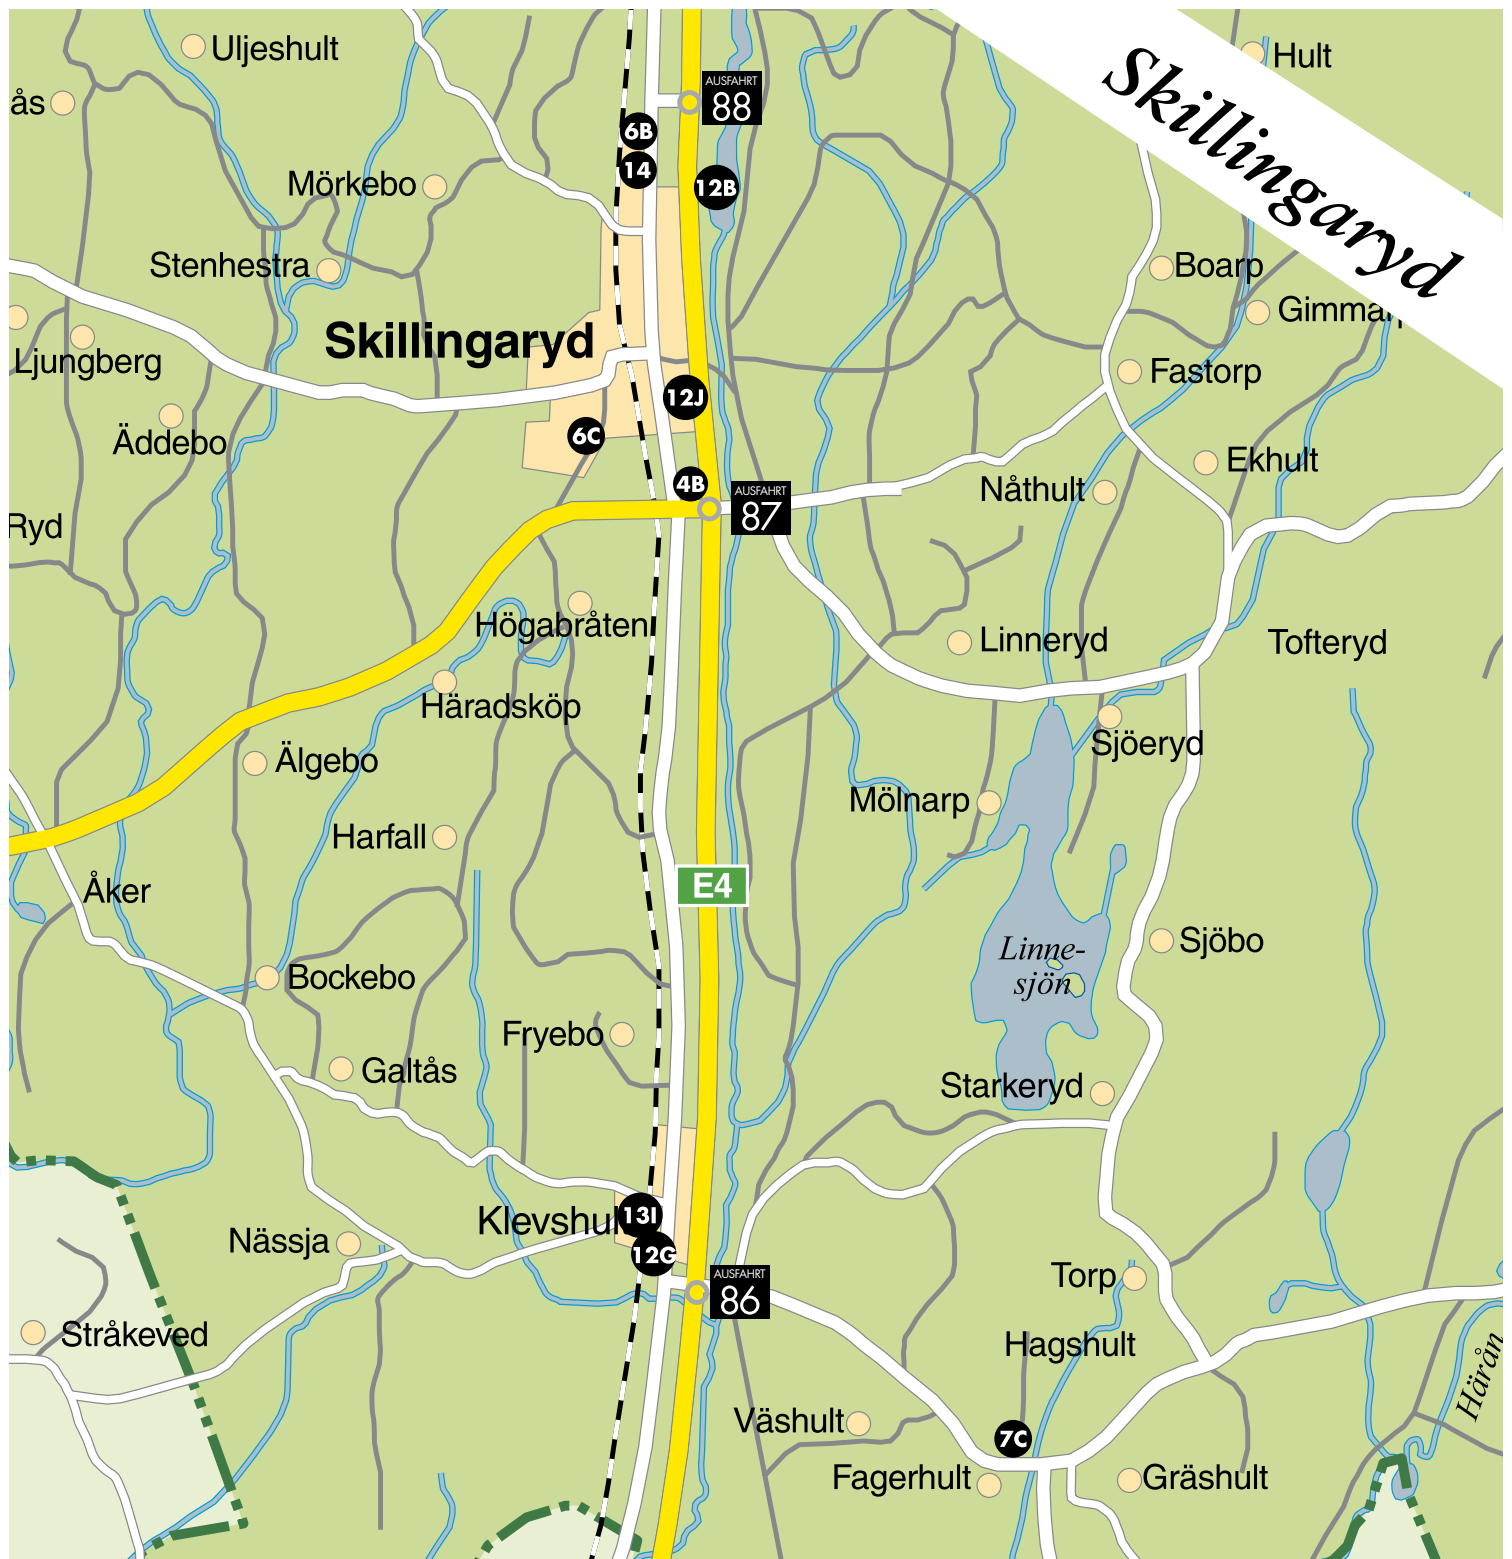 Uljeshult
Hult
Skillingaryd
ås
AUSFAHRT
88
6B
14
12B
Mörkebo
Stenhestra
Boarp
Gimmar
Skillingaryd
Ljungberg
Fastorp
12J
Äddebo
6C
Ekhult
4B
Nåthult
AUSFAHRT
87
Ryd
Högabråten
Linneryd
Tofteryd
Häradsköp
Sjöeryd
Älgebo
Mölnarp
Harfall
E4
Åker
Linne-
sjön
Sjöbo
Bockebo
Fryebo
Galtås
Starkeryd
Klevshul
13I
12G
Nässja
AUSFAHRT
86
Torp
Stråkeved
Hagshult
Härån
Väshult
7C
Fagerhult
Gräshult